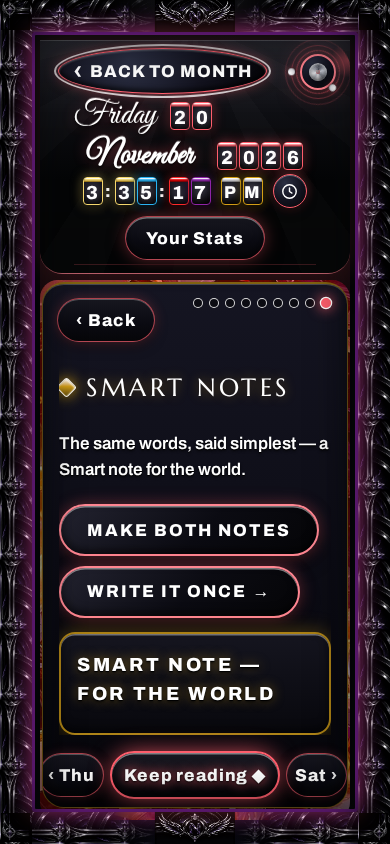 ‹ BACK TO MONTH
Friday 20
November 2026
3:35:17 PM
Your Stats
‹ Back
SMART NOTES
The same words, said simplest — a
Smart note for the world.
MAKE BOTH NOTES
WRITE IT ONCE →
SMART NOTE —
FOR THE WORLD
‹ Thu Keep reading ◆ Sat ›